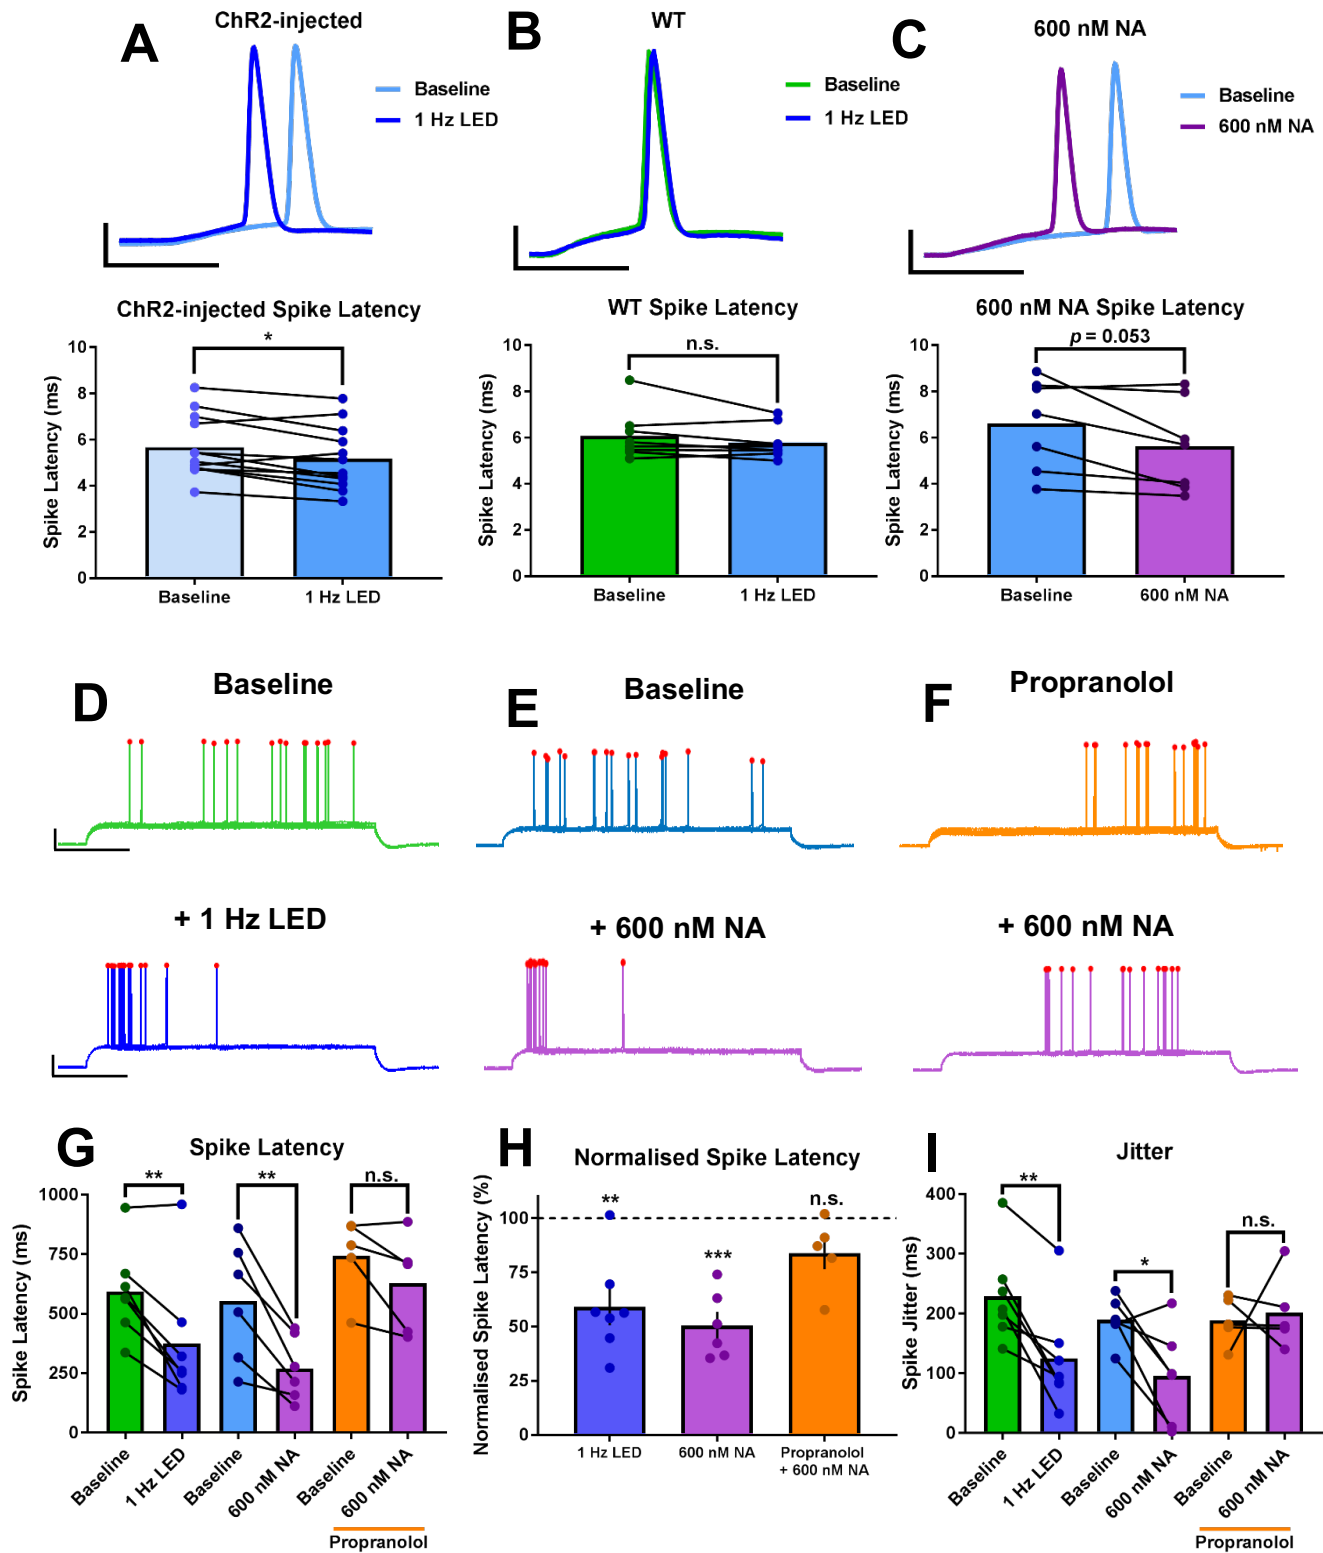 A
ChR2-injected
Baseline
1 Hz LED
B
WT
Baseline
1 Hz LED
C
600 nM NA
Baseline
600 nM NA
ChR2-injected Spike Latency
*
Spike Latency (ms)
10
8
6
4
2
0
Baseline
1 Hz LED
WT Spike Latency
n.s.
Spike Latency (ms)
10
8
6
4
2
0
Baseline
1 Hz LED
600 nM NA Spike Latency
p = 0.053
Spike Latency (ms)
10
8
6
4
2
0
Baseline
600 nM NA
D
Baseline
+ 1 Hz LED
E
Baseline
+ 600 nM NA
F
Propranolol
+ 600 nM NA
G
Spike Latency
**
**
n.s.
Spike Latency (ms)
1000
750
500
250
0
Baseline
1 Hz LED
Baseline
600 nM NA
Baseline
600 nM NA
Propranolol
H
Normalised Spike Latency
**
***
n.s.
Normalised Spike Latency (%)
100
75
50
25
0
1 Hz LED
600 nM NA
Propranolol
+ 600 nM NA
I
Jitter
**
*
n.s.
Spike Jitter (ms)
400
300
200
100
0
Baseline
1 Hz LED
Baseline
600 nM NA
Baseline
600 nM NA
Propranolol